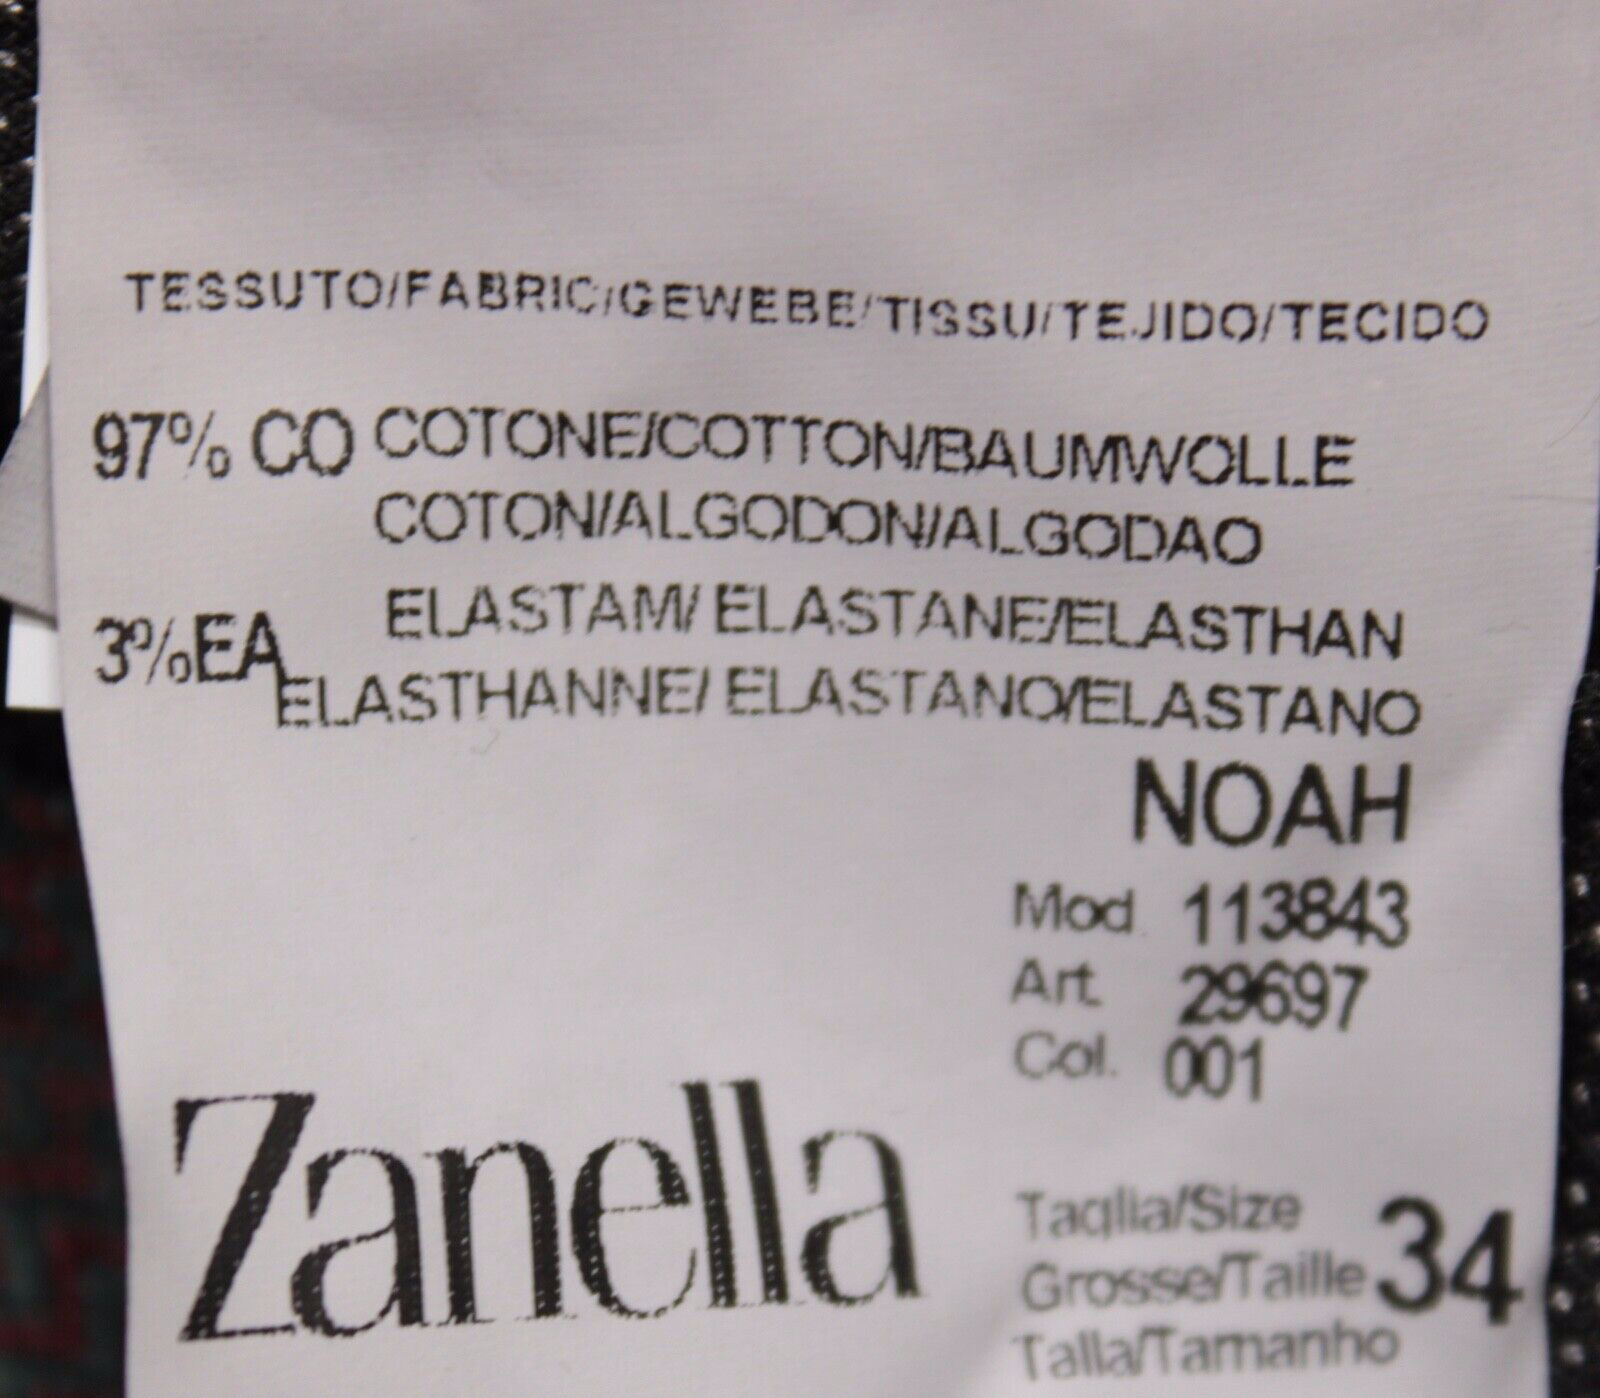 TESSUTO/FABRIC/GEWEBE/TISSU/TEJIDO/TECIDO
97% CO COTONE/COTTON/BAUMWOLLE
COTON/ALGODON/ALGODAO
3%EA ELASTAM/ ELASTANE/ELASTHAN
ELASTHANNE/ ELASTANO/ELASTANO
NOAH
Mod. 113843
Art. 29697
Col. 001
Zanella
Taglia/Size
Grosse/Taille 34
Talla/Tamanho